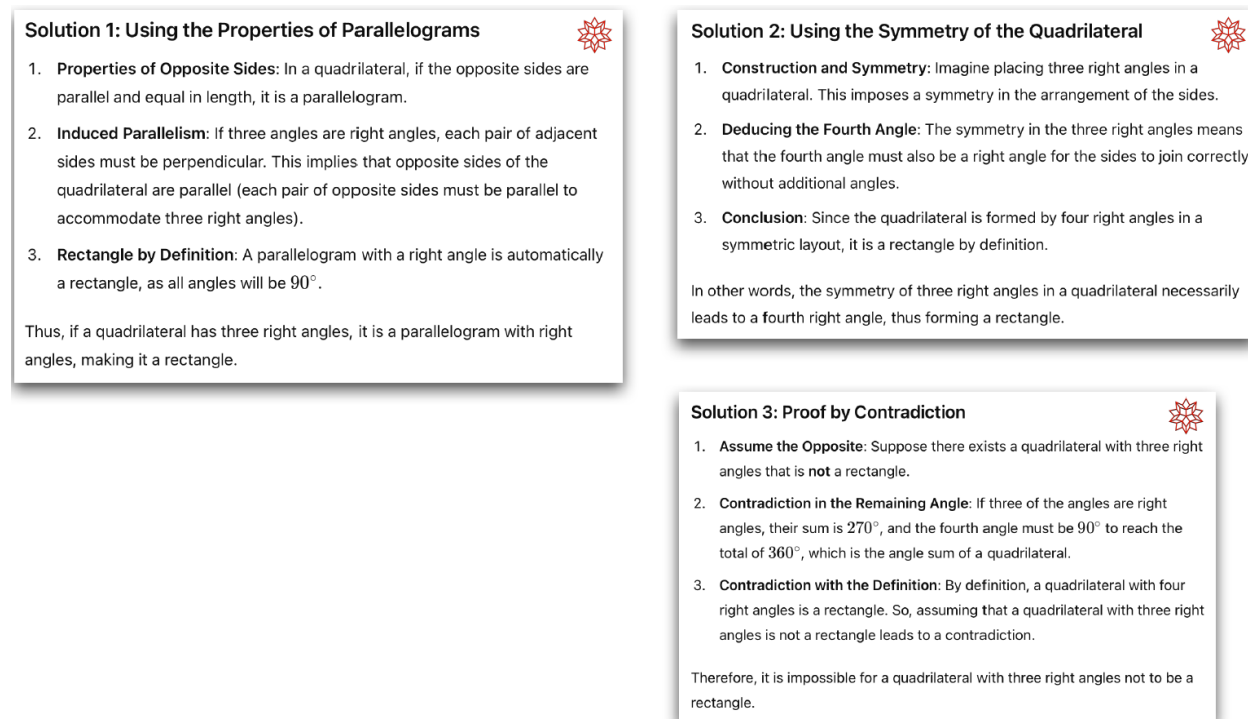 Solution 1: Using the Properties of Parallelograms
1. Properties of Opposite Sides: In a quadrilateral, if the opposite sides are
parallel and equal in length, it is a parallelogram.
2. Induced Parallelism: If three angles are right angles, each pair of adjacent
sides must be perpendicular. This implies that opposite sides of the
quadrilateral are parallel (each pair of opposite sides must be parallel to
accommodate three right angles).
3. Rectangle by Definition: A parallelogram with a right angle is automatically
a rectangle, as all angles will be 90°.
Thus, if a quadrilateral has three right angles, it is a parallelogram with right
angles, making it a rectangle.
Solution 2: Using the Symmetry of the Quadrilateral
1. Construction and Symmetry: Imagine placing three right angles in a
quadrilateral. This imposes a symmetry in the arrangement of the sides.
2. Deducing the Fourth Angle: The symmetry in the three right angles means
that the fourth angle must also be a right angle for the sides to join correctly
without additional angles.
3. Conclusion: Since the quadrilateral is formed by four right angles in a
symmetric layout, it is a rectangle by definition.
In other words, the symmetry of three right angles in a quadrilateral necessarily
leads to a fourth right angle, thus forming a rectangle.
Solution 3: Proof by Contradiction
1. Assume the Opposite: Suppose there exists a quadrilateral with three right
angles that is not a rectangle.
2. Contradiction in the Remaining Angle: If three of the angles are right
angles, their sum is 270°, and the fourth angle must be 90° to reach the
total of 360°, which is the angle sum of a quadrilateral.
3. Contradiction with the Definition: By definition, a quadrilateral with four
right angles is a rectangle. So, assuming that a quadrilateral with three right
angles is not a rectangle leads to a contradiction.
Therefore, it is impossible for a quadrilateral with three right angles not to be a
rectangle.